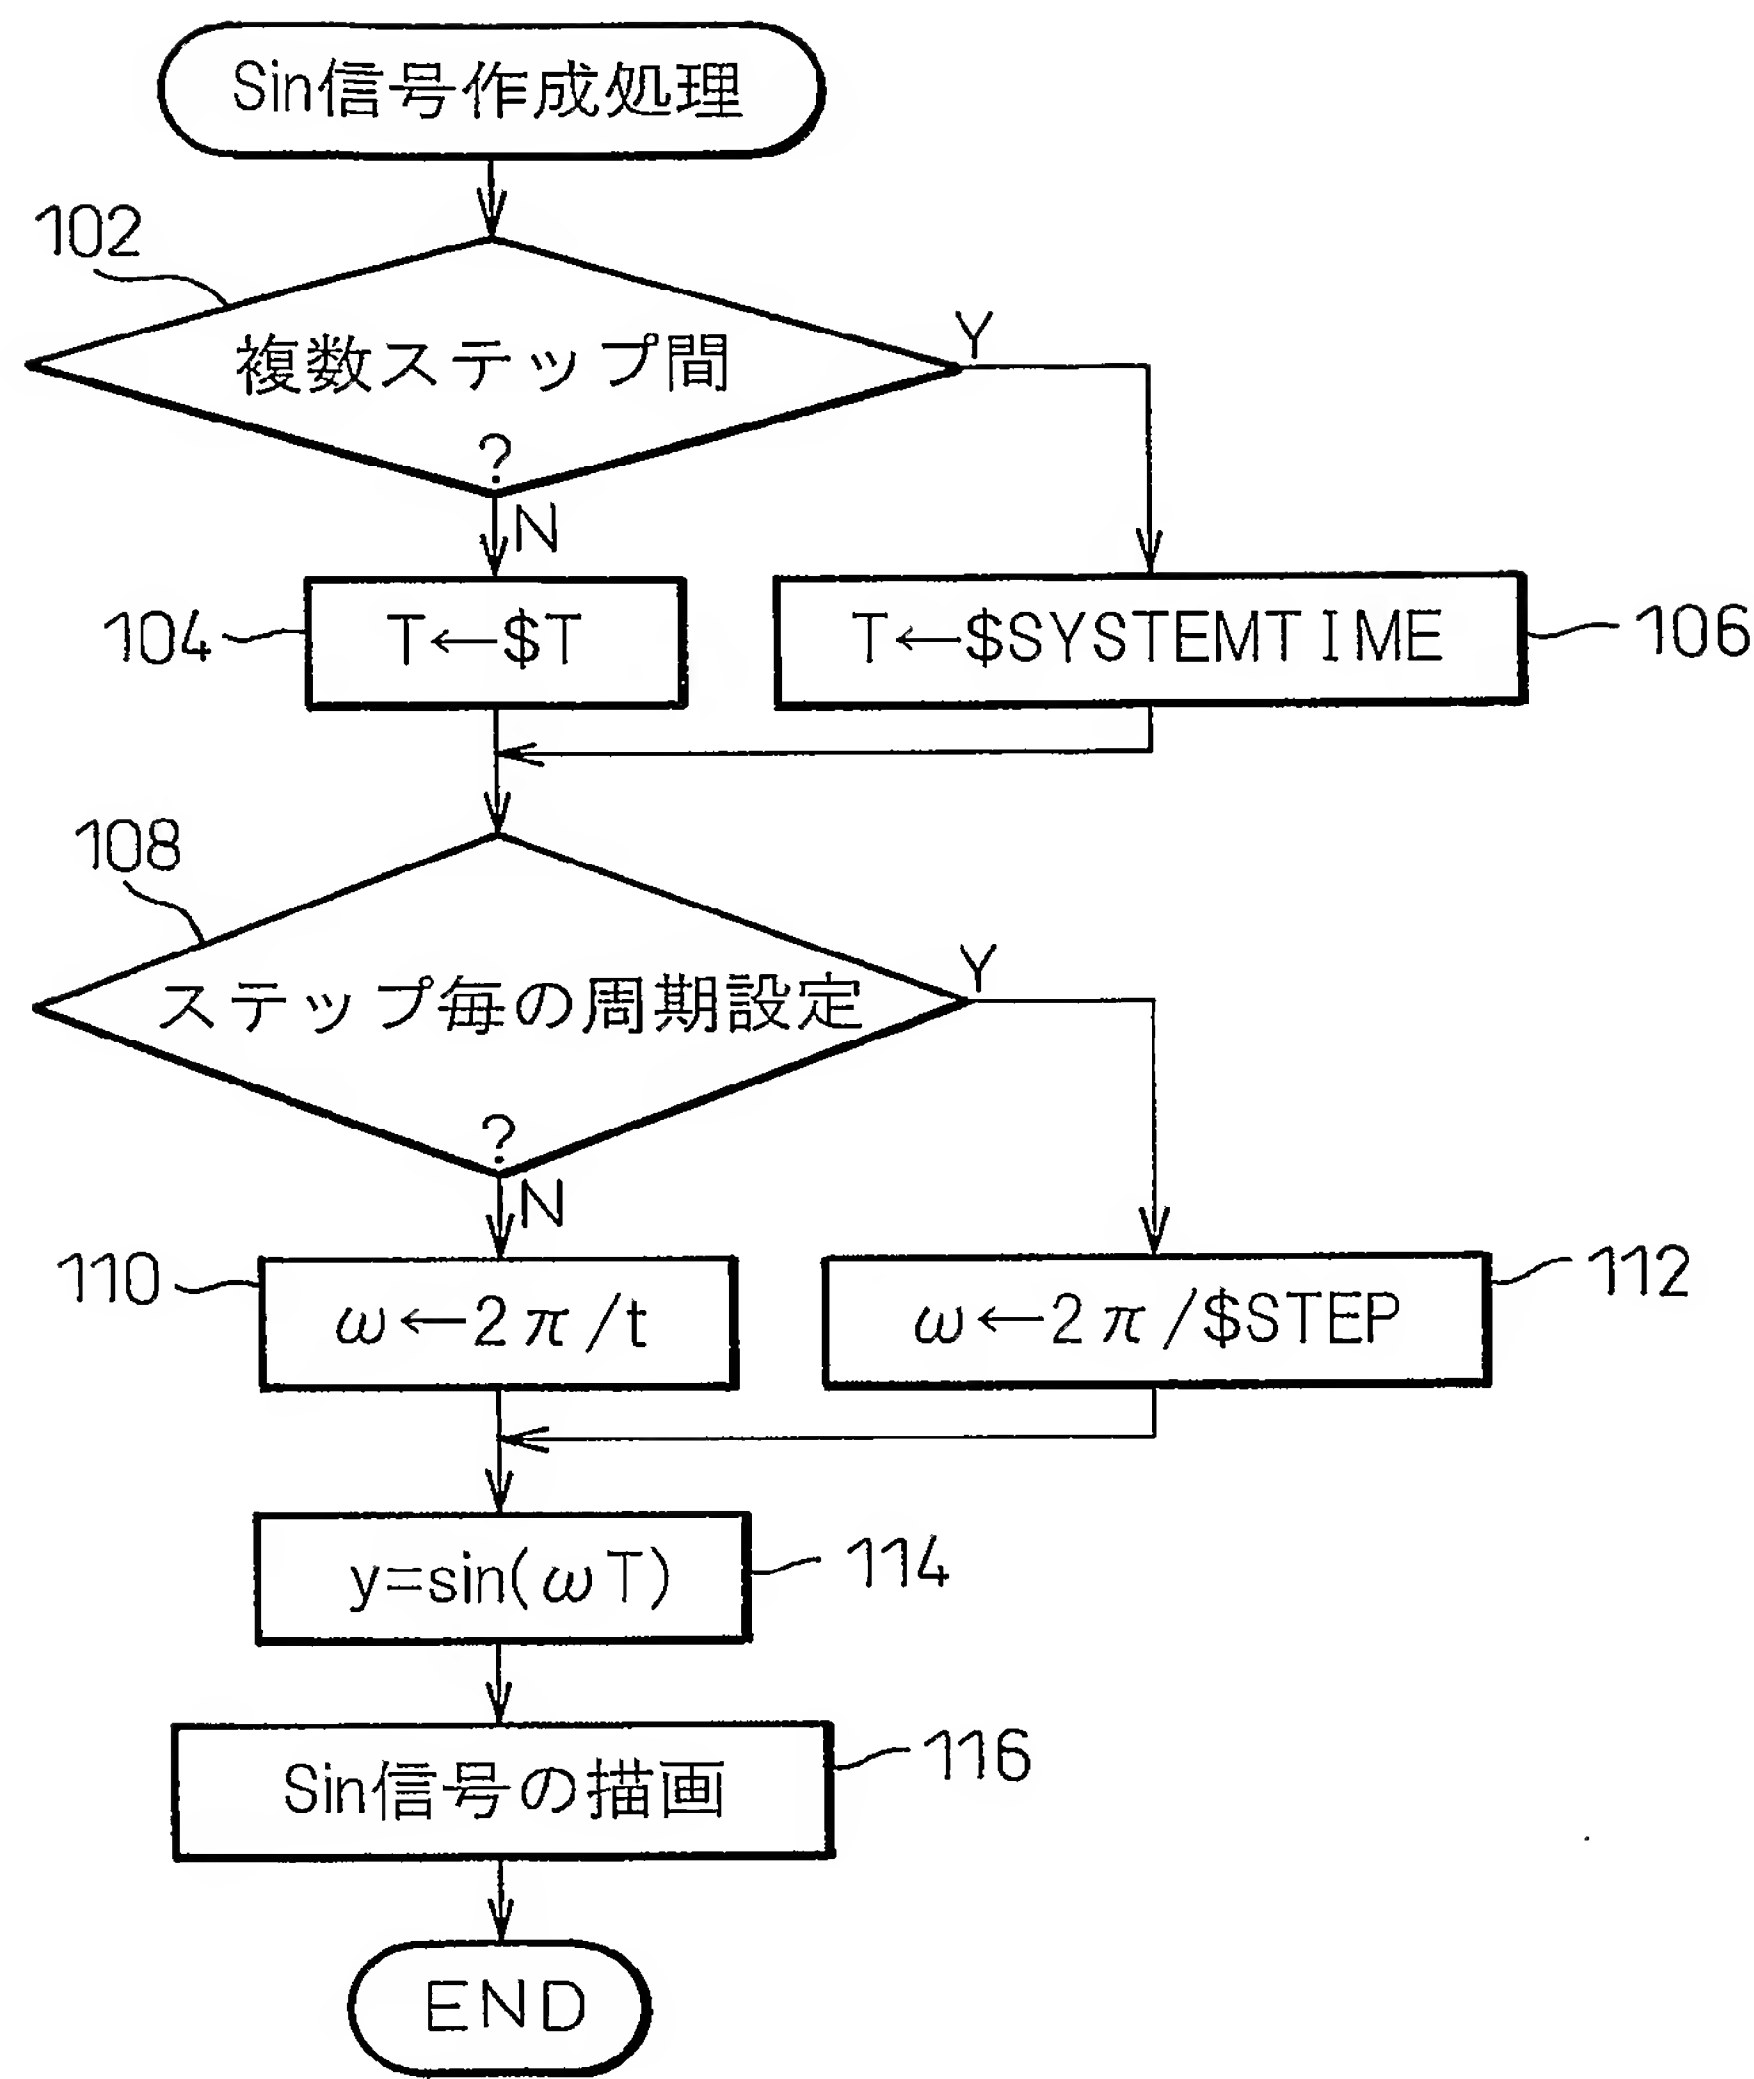 Sin信号作成処理
102
複数ステップ間
?
Y
N
104
T←$T
T←$SYSTEMTIME
106
108
ステップ毎の周期設定
?
Y
N
110
ω←2π/t
ω←2π/$STEP
112
y=sin(ωT)
114
Sin信号の描画
116
END